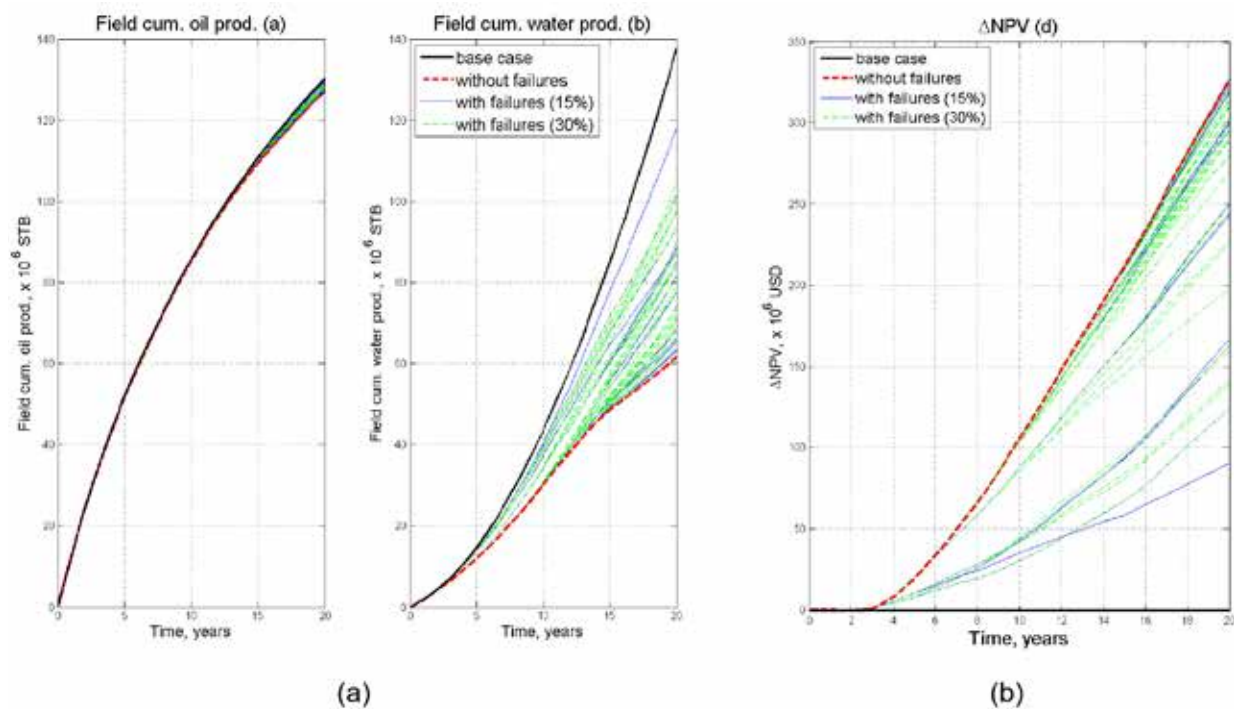 Field cum. oil prod. (a)
140
120
100
80
60
40
20
0
0 5 10 15 20
Field cum. oil prod., x 10^6 STB
Time, years
Field cum. water prod. (b)
base case
without failures
with failures (15%)
with failures (30%)
140
120
100
80
60
40
20
0
0 5 10 15 20
Field cum. water prod., x 10^6 STB
Time, years
(a)
ΔNPV (d)
base case
without failures
with failures (15%)
with failures (30%)
350
300
250
200
150
100
50
0
0 2 4 6 8 10 12 14 16 18 20
ΔNPV, x 10^6 USD
Time, years
(b)